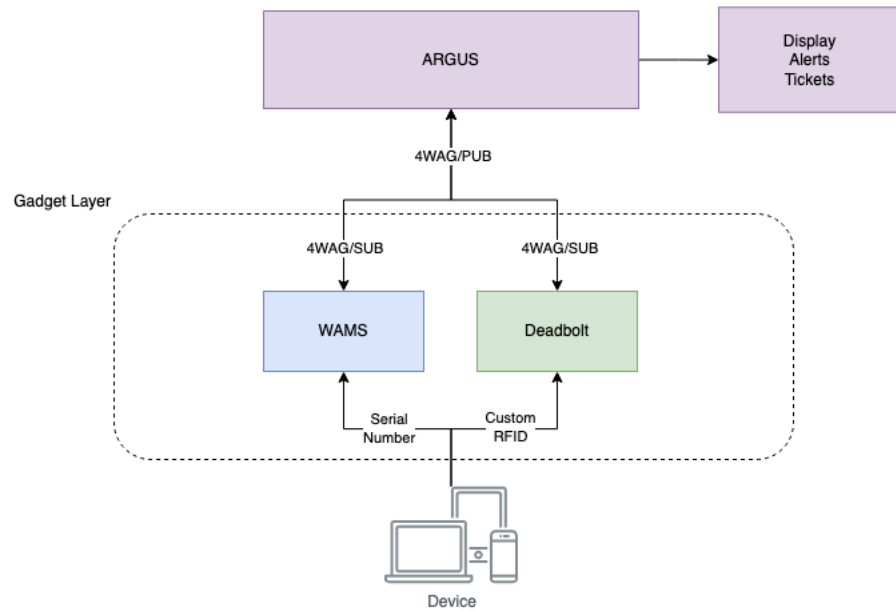 ARGUS
Display
Alerts
Tickets
4WAG/PUB
Gadget Layer
4WAG/SUB
4WAG/SUB
WAMS
Deadbolt
Serial
Number
Custom
RFID
Device